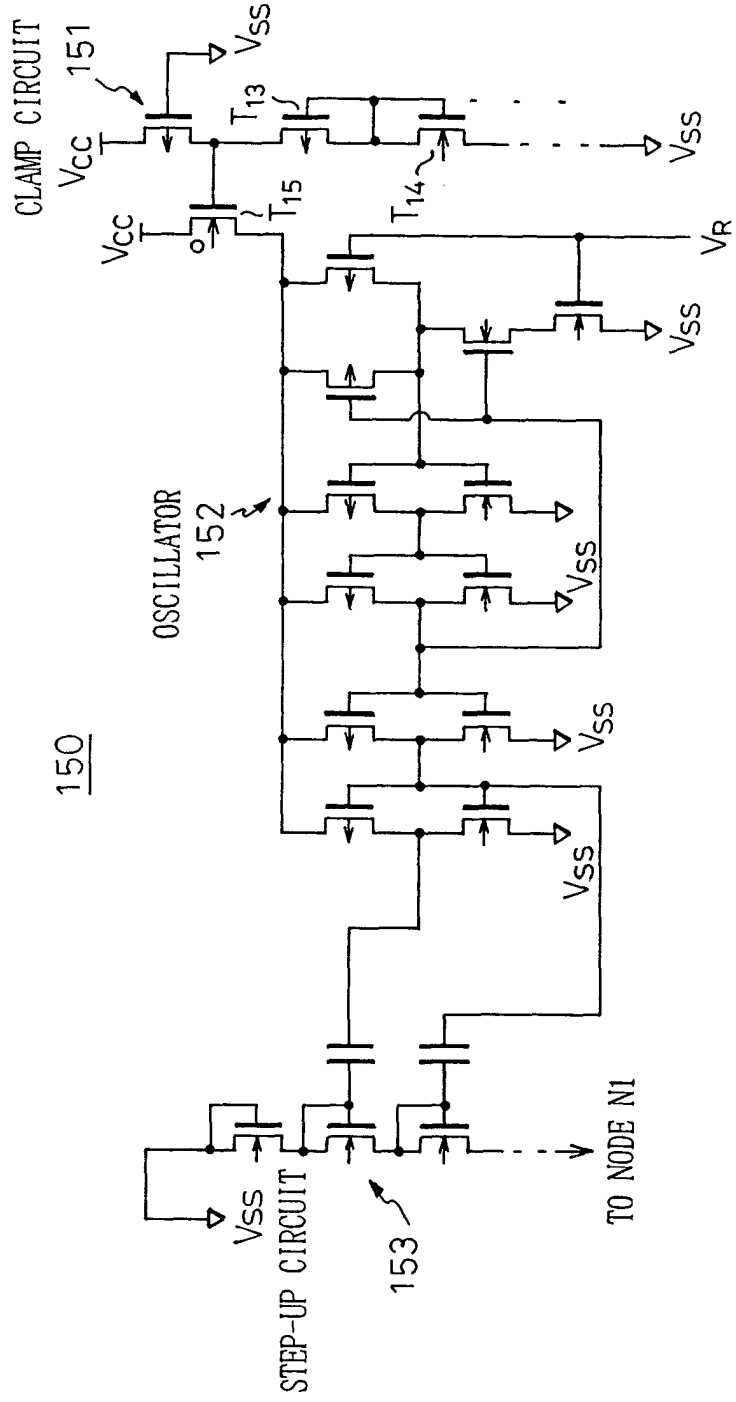 150
CLAMP CIRCUIT
151
VCC
VSS
VCC
T15
T13
T14
VSS
OSCILLATOR
152
VR
VSS
VSS
VSS
VSS
STEP-UP CIRCUIT
153
VSS
TO NODE N1